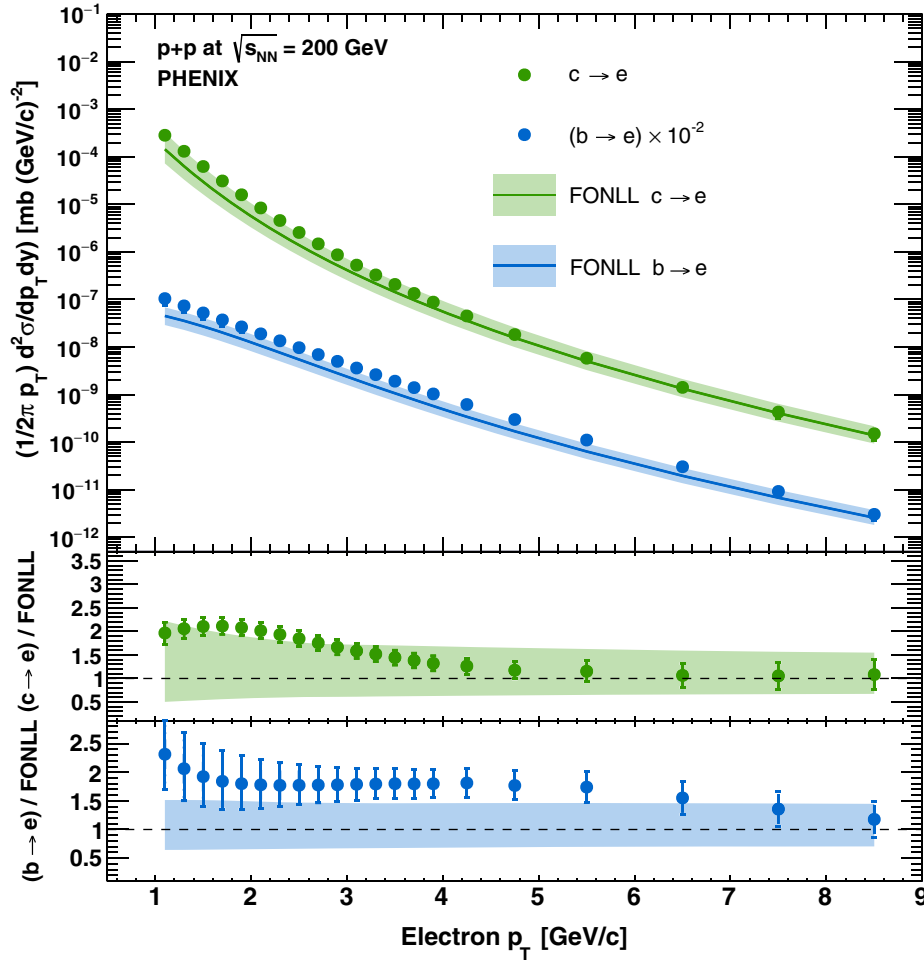 p+p at √s_NN = 200 GeV
PHENIX
c → e
(b → e) × 10^-2
FONLL c → e
FONLL b → e
(1/2π p_T) d^2σ/dp_T dy) [mb (GeV/c)^-2]
10^-1
10^-2
10^-3
10^-4
10^-5
10^-6
10^-7
10^-8
10^-9
10^-10
10^-11
10^-12
(c → e) / FONLL
3.5
3
2.5
2
1.5
1
0.5
(b → e) / FONLL
2.5
2
1.5
1
0.5
1 2 3 4 5 6 7 8 9
Electron p_T [GeV/c]